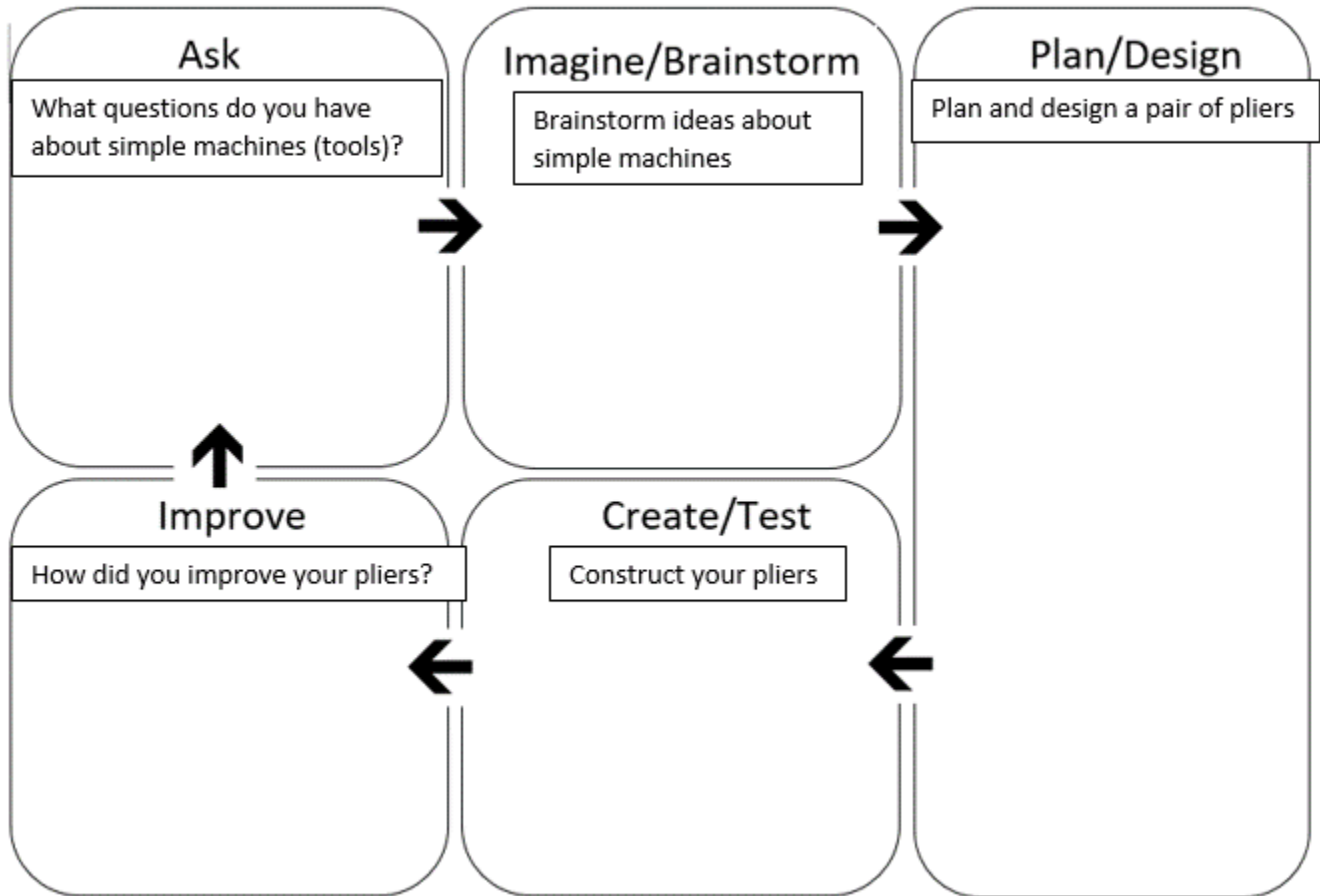 Ask
What questions do you have
about simple machines (tools)?
Imagine/Brainstorm
Brainstorm ideas about
simple machines
Plan/Design
Plan and design a pair of pliers
Create/Test
Construct your pliers
Improve
How did you improve your pliers?